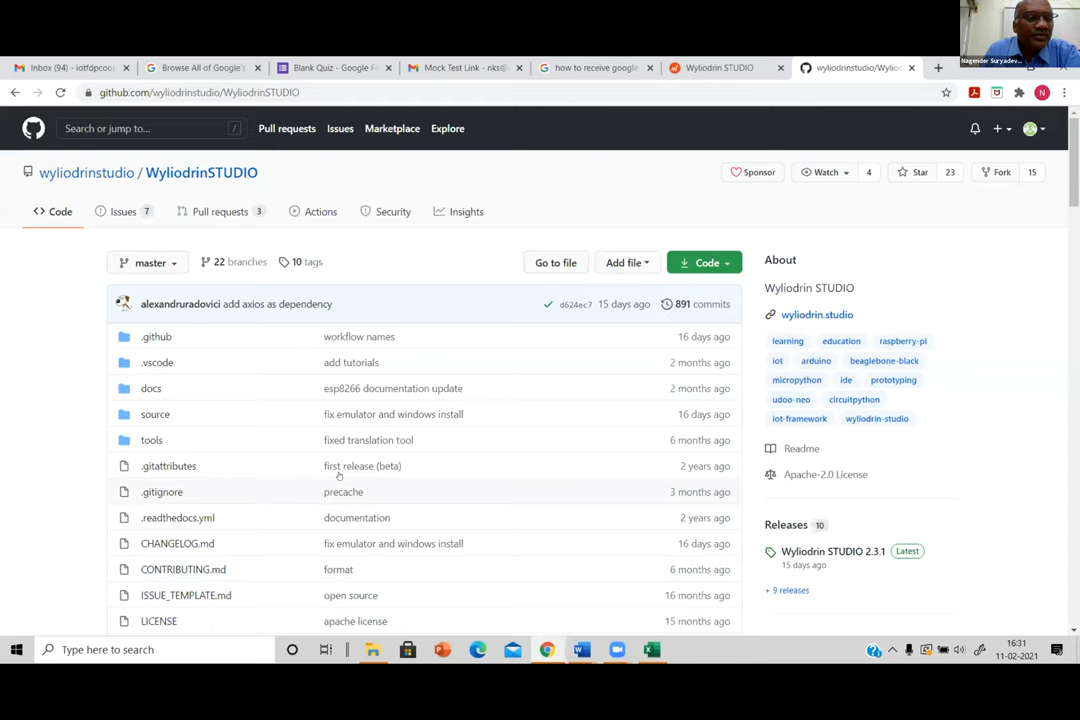 Nagender Suryadev...
Inbox (94) - iotfdpcoor
Browse All of Google's
Blank Quiz - Google Fo
Mock Test Link - nks@
how to receive google
Wyliodrin STUDIO
wyliodrinstudio/Wylio
github.com/wyliodrinstudio/WyliodrinSTUDIO
N
Search or jump to...
/
Pull requests
Issues
Marketplace
Explore
wyliodrinstudio / WyliodrinSTUDIO
Sponsor
Watch
4
Star
23
Fork
15
Code
Issues 7
Pull requests 3
Actions
Security
Insights
master
22 branches
10 tags
Go to file
Add file
Code
alexandruradovici add axios as dependency
d624ec7 15 days ago
891 commits
.github workflow names 16 days ago
.vscode add tutorials 2 months ago
docs esp8266 documentation update 2 months ago
source fix emulator and windows install 16 days ago
tools fixed translation tool 6 months ago
.gitattributes first release (beta) 2 years ago
.gitignore precache 3 months ago
.readthedocs.yml documentation 2 years ago
CHANGELOG.md fix emulator and windows install 16 days ago
CONTRIBUTING.md format 6 months ago
ISSUE_TEMPLATE.md open source 16 months ago
LICENSE apache license 15 months ago
About
Wyliodrin STUDIO
wyliodrin.studio
learning education raspberry-pi
iot arduino beaglebone-black
micropython ide prototyping
udoo-neo circuitpython
iot-framework wyliodrin-studio
Readme
Apache-2.0 License
Releases 10
Wyliodrin STUDIO 2.3.1 Latest
15 days ago
+ 9 releases
Type here to search
16:31
11-02-2021